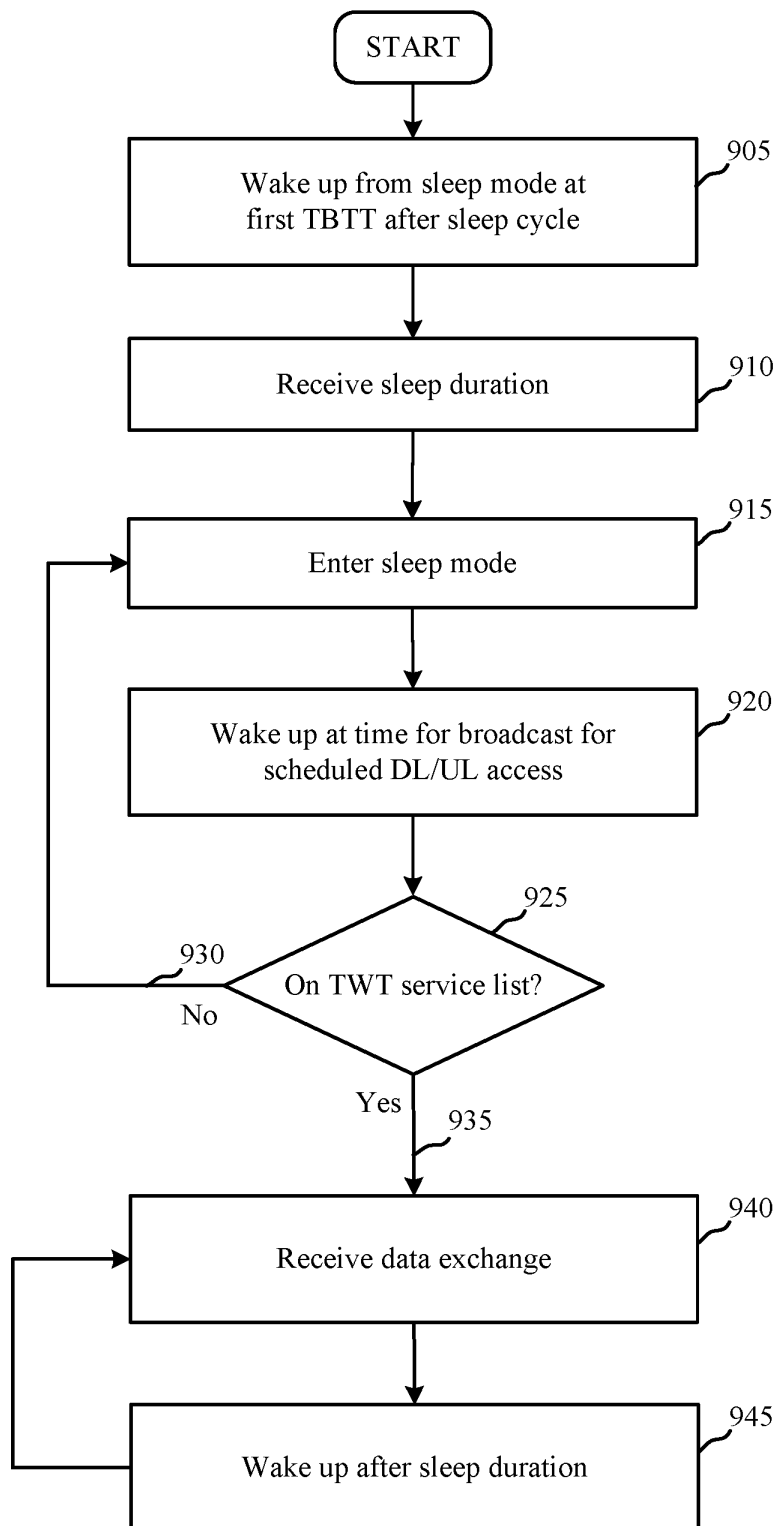 START
905
Wake up from sleep mode at
first TBTT after sleep cycle
910
Receive sleep duration
915
Enter sleep mode
920
Wake up at time for broadcast for
scheduled DL/UL access
925
On TWT service list?
930
No
Yes
935
940
Receive data exchange
945
Wake up after sleep duration